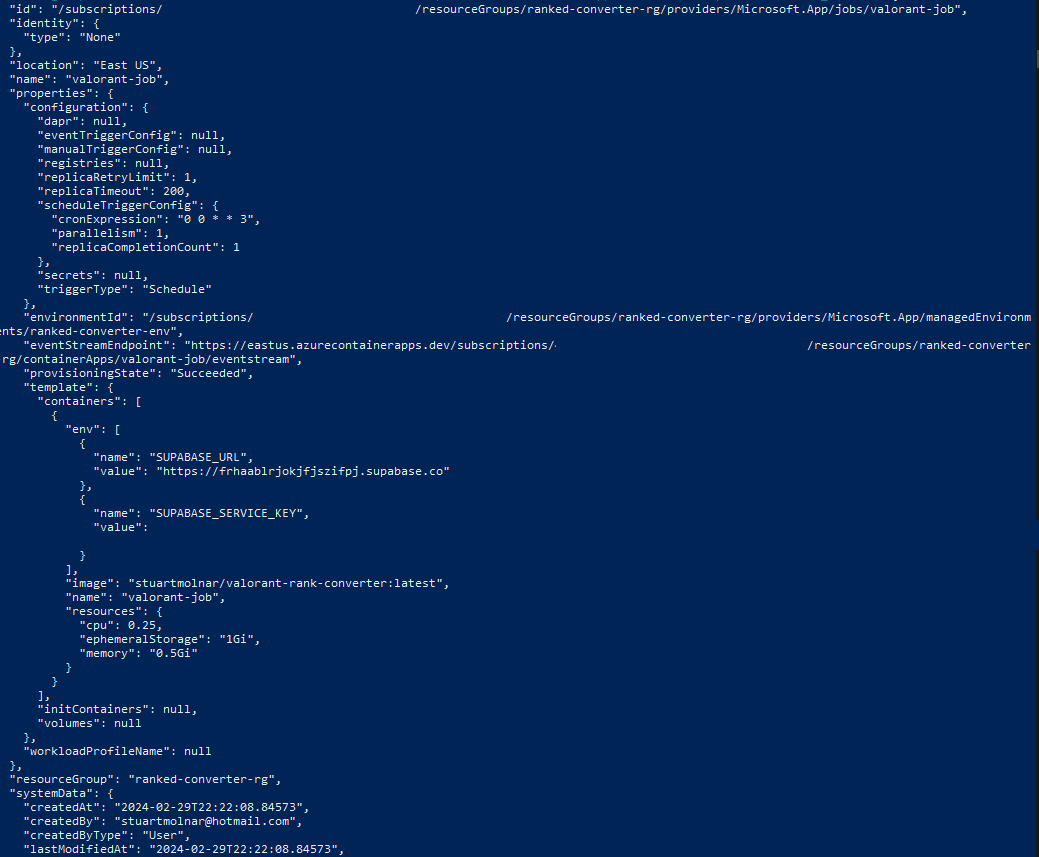 "id": "/subscriptions/ /resourceGroups/ranked-converter-rg/providers/Microsoft.App/jobs/valorant-job",
"identity": {
"type": "None"
},
"location": "East US",
"name": "valorant-job",
"properties": {
"configuration": {
"dapr": null,
"eventTriggerConfig": null,
"manualTriggerConfig": null,
"registries": null,
"replicaRetryLimit": 1,
"replicaTimeout": 200,
"scheduleTriggerConfig": {
"cronExpression": "0 0 * * 3",
"parallelism": 1,
"replicaCompletionCount": 1
},
"secrets": null,
"triggerType": "Schedule"
},
"environmentId": "/subscriptions/ /resourceGroups/ranked-converter-rg/providers/Microsoft.App/managedEnvironm
ents/ranked-converter-env",
"eventStreamEndpoint": "https://eastus.azurecontainerapps.dev/subscriptions/ /resourceGroups/ranked-converter
rg/containerApps/valorant-job/eventstream",
"provisioningState": "Succeeded",
"template": {
"containers": [
{
"env": [
{
"name": "SUPABASE_URL",
"value": "https://frhaablrjokjfjszifpj.supabase.co"
},
{
"name": "SUPABASE_SERVICE_KEY",
"value":
}
],
"image": "stuartmolnar/valorant-rank-converter:latest",
"name": "valorant-job",
"resources": {
"cpu": 0.25,
"ephemeralStorage": "1Gi",
"memory": "0.5Gi"
}
}
],
"initContainers": null,
"volumes": null
},
"workloadProfileName": null
},
"resourceGroup": "ranked-converter-rg",
"systemData": {
"createdAt": "2024-02-29T22:22:08.84573",
"createdBy": "stuartmolnar@hotmail.com",
"createdByType": "User",
"lastModifiedAt": "2024-02-29T22:22:08.84573",